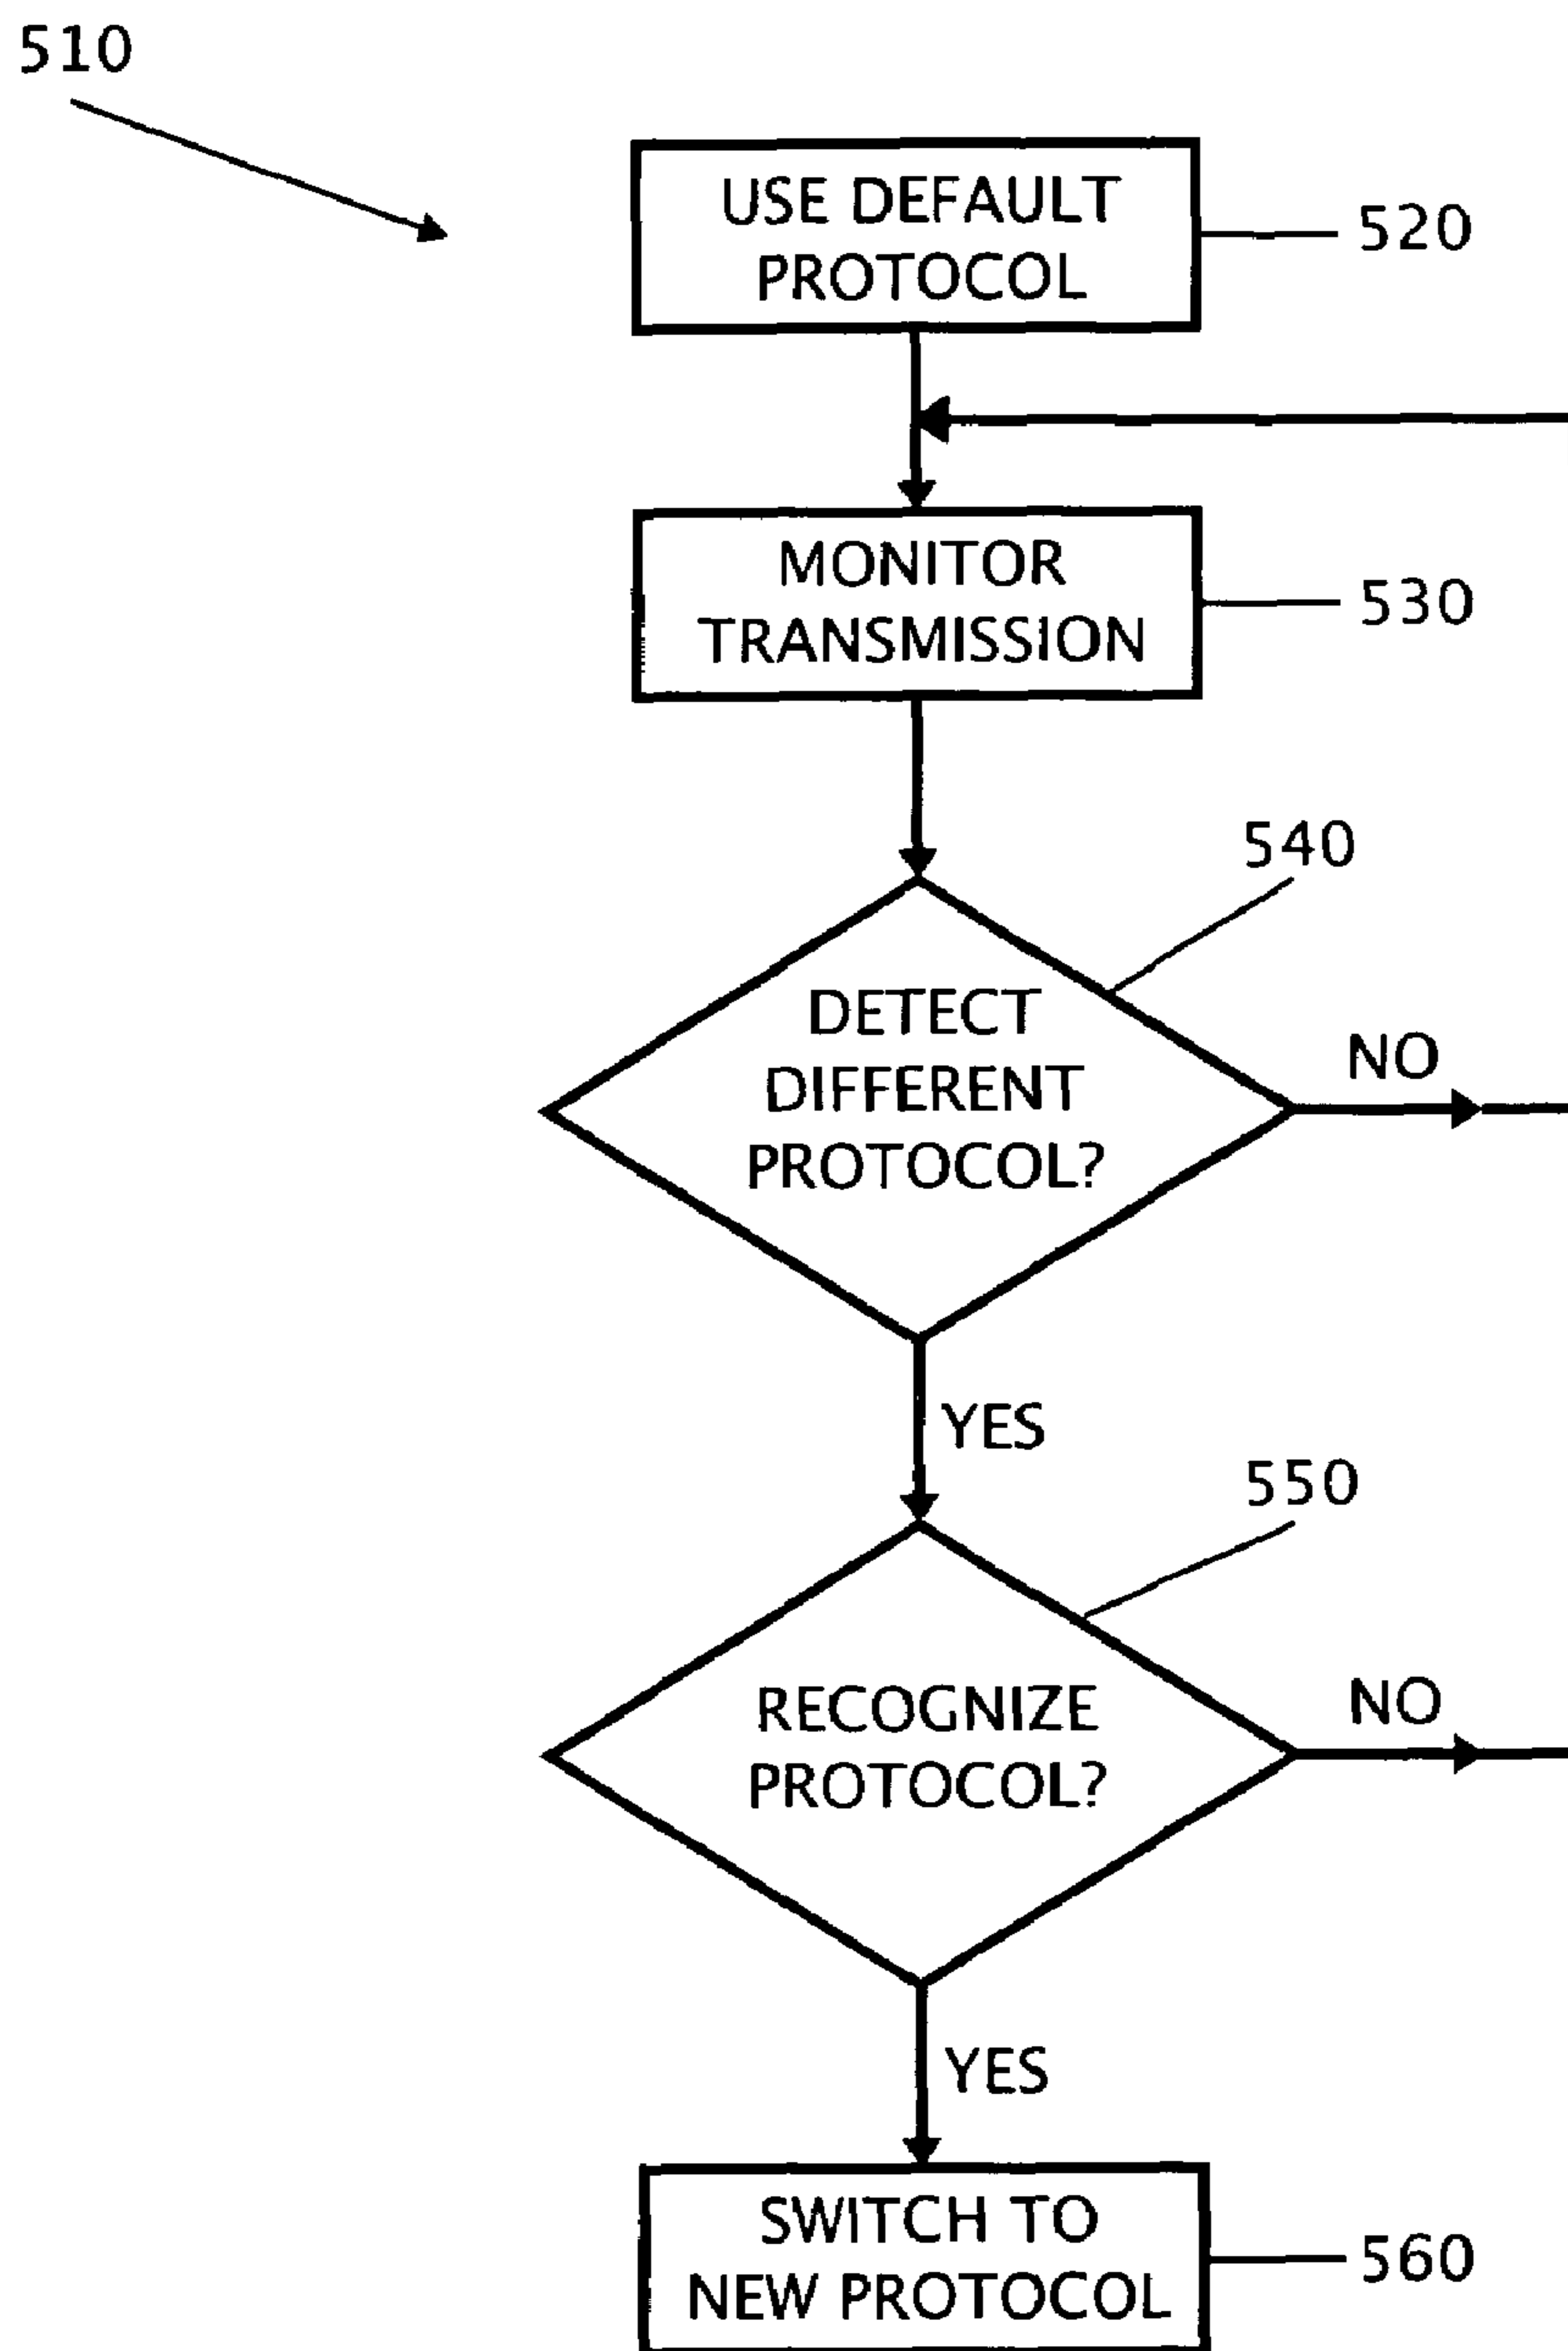 510
USE DEFAULT
PROTOCOL
520
MONITOR
TRANSMISSION
530
540
DETECT
DIFFERENT
PROTOCOL?
NO
YES
550
RECOGNIZE
PROTOCOL?
NO
YES
SWITCH TO
NEW PROTOCOL
560